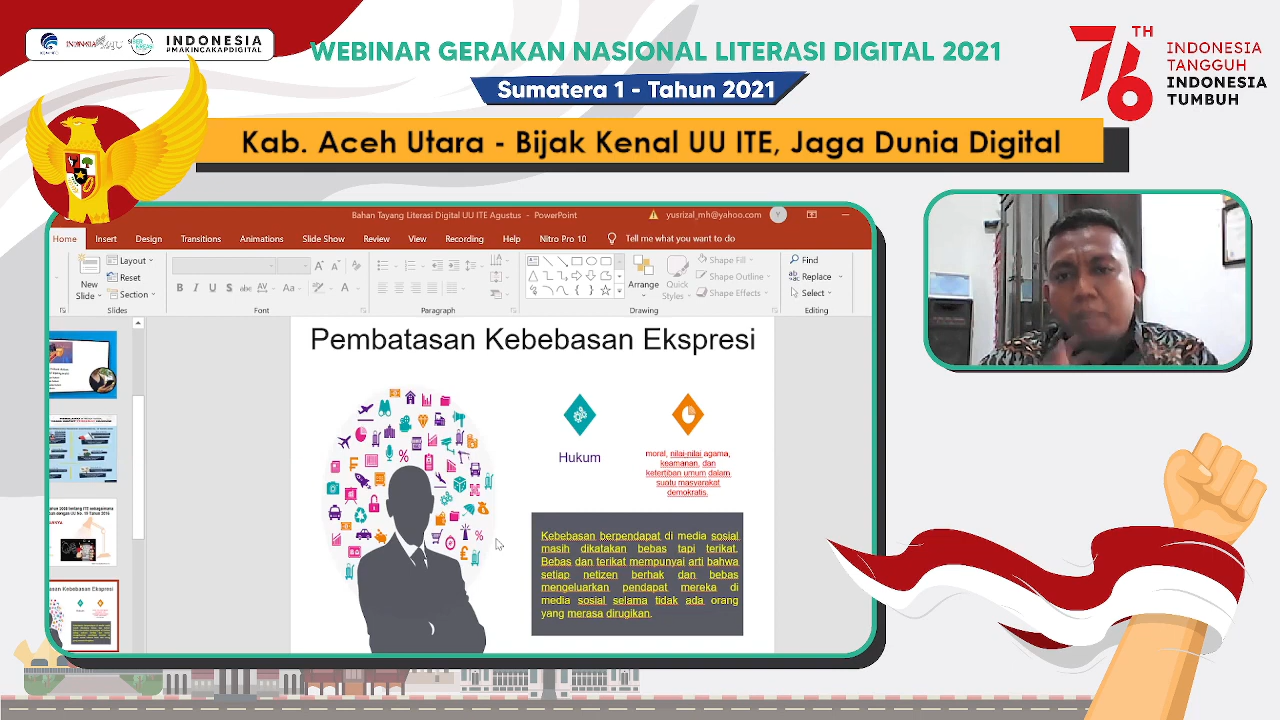 INDONESIA
#MAKINCAKAPDIGITAL
WEBINAR GERAKAN NASIONAL LITERASI DIGITAL 2021
Sumatera 1 - Tahun 2021
76TH
INDONESIA
TANGGUH
INDONESIA
TUMBUH
Kab. Aceh Utara - Bijak Kenal UU ITE, Jaga Dunia Digital
Bahan Tayang Literasi Digital UU ITE Agustus - PowerPoint
yusrizal_mh@yahoo.com
Y
Home Insert Design Transitions Animations Slide Show Review View Recording Help Nitro Pro 10 Tell me what you want to do
New
Slide
Layout
Reset
Section
Slides
B I U S abc AV Aa A
Font
Paragraph
Arrange
Quick
Styles
Shape Fill
Shape Outline
Shape Effects
Drawing
Find
Replace
Select
Editing
Pembatasan Kebebasan Ekspresi
Hukum
moral, nilai-nilai agama,
keamanan, dan
ketertiban umum dalam
suatu masyarakat
demokratis.
Kebebasan berpendapat di media sosial
masih dikatakan bebas tapi terikat.
Bebas dan terikat mempunyai arti bahwa
setiap netizen berhak dan bebas
mengeluarkan pendapat mereka di
media sosial selama tidak ada orang
yang merasa dirugikan.